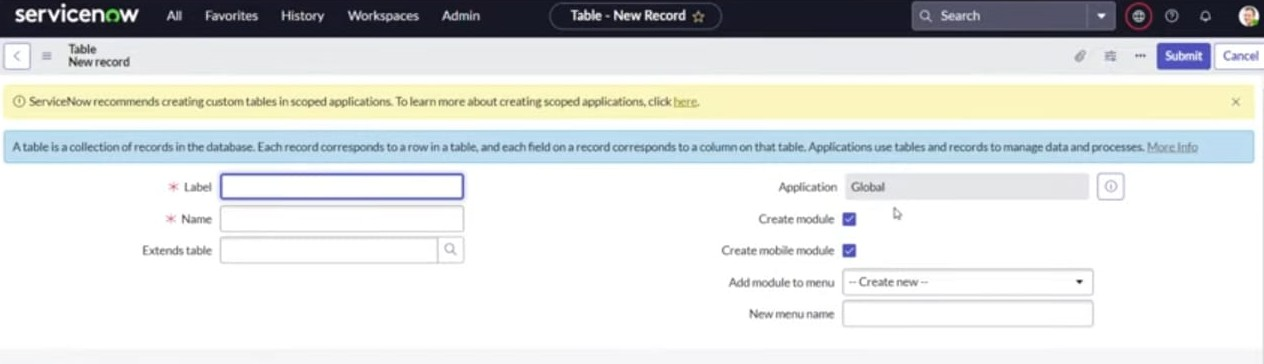 servicenow All Favorites History Workspaces Admin Table - New Record Search
Table
New record
Submit Cancel
ServiceNow recommends creating custom tables in scoped applications. To learn more about creating scoped applications, click here.
A table is a collection of records in the database. Each record corresponds to a row in a table, and each field on a record corresponds to a column on that table. Applications use tables and records to manage data and processes. More Info
* Label
* Name
Extends table
Application Global
Create module
Create mobile module
Add module to menu -- Create new --
New menu name